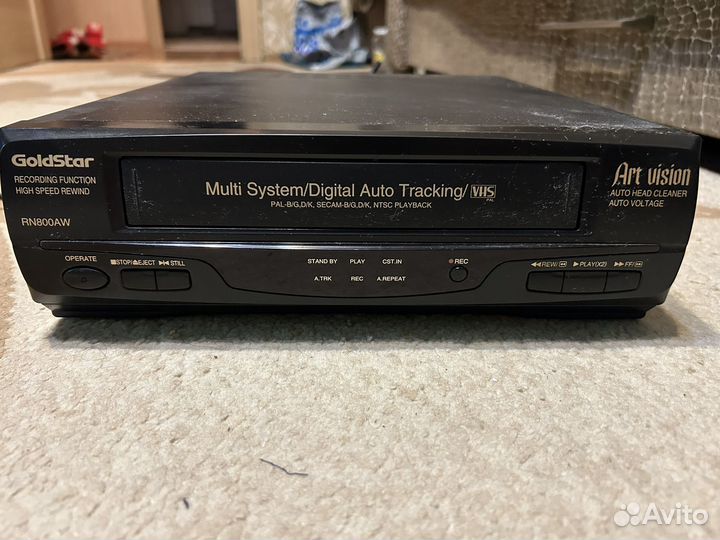 GoldStar
RECORDING FUNCTION
HIGH SPEED REWIND
RN800AW
Multi System/Digital Auto Tracking/ VHS
PAL
PAL-B/G,D/K, SECAM-B/G,D/K, NTSC PLAYBACK
Art vision
AUTO HEAD CLEANER
AUTO VOLTAGE
OPERATE
■STOP/⏏EJECT ▶I◀ STILL
STAND BY PLAY CST.IN
A.TRK REC A.REPEAT
● REC
◀◀REW/⏪ ▶PLAY(X2) ▶▶FF/⏩
Avito